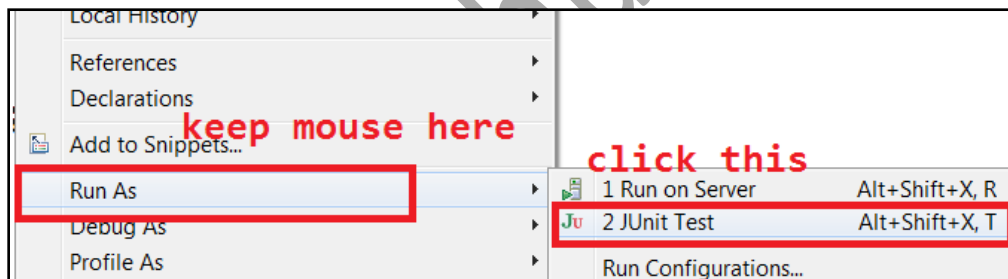 Local History
References
Declarations
keep mouse here
Add to Snippets...
click this
Run As
1 Run on Server Alt+Shift+X, R
Debug As
2 JUnit Test Alt+Shift+X, T
Profile As
Run Configurations...